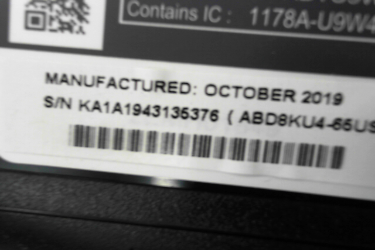 Contains IC : 1178A-U9W4
MANUFACTURED: OCTOBER 2019
S/N KA1A1943135376 ( ABD8KU4-65US